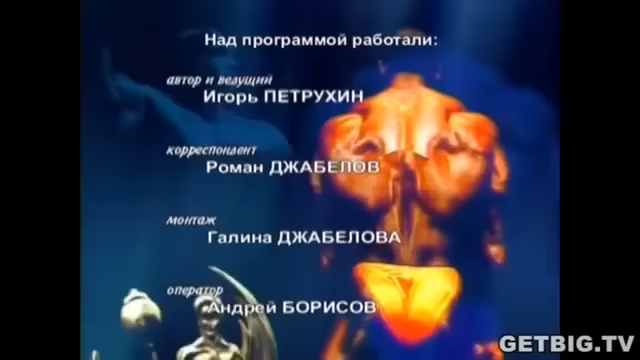 Над программой работали:
автор и ведущий
Игорь ПЕТРУХИН
корреспондент
Роман ДЖАБЕЛОВ
монтаж
Галина ДЖАБЕЛОВА
оператор
Андрей БОРИСОВ
GETBIG.TV